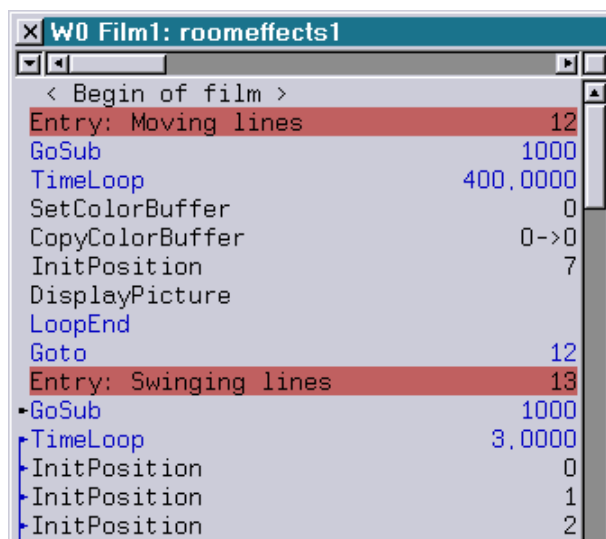 W0 Film1: roomeffects1
< Begin of film >
Entry: Moving lines 12
GoSub 1000
TimeLoop 400,0000
SetColorBuffer 0
CopyColorBuffer 0->0
InitPosition 7
DisplayPicture
LoopEnd
Goto 12
Entry: Swinging lines 13
GoSub 1000
TimeLoop 3,0000
InitPosition 0
InitPosition 1
InitPosition 2